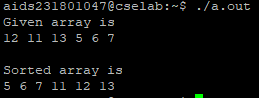 aids231801047@cselab:~$ ./a.out
Given array is
12 11 13 5 6 7
Sorted array is
5 6 7 11 12 13